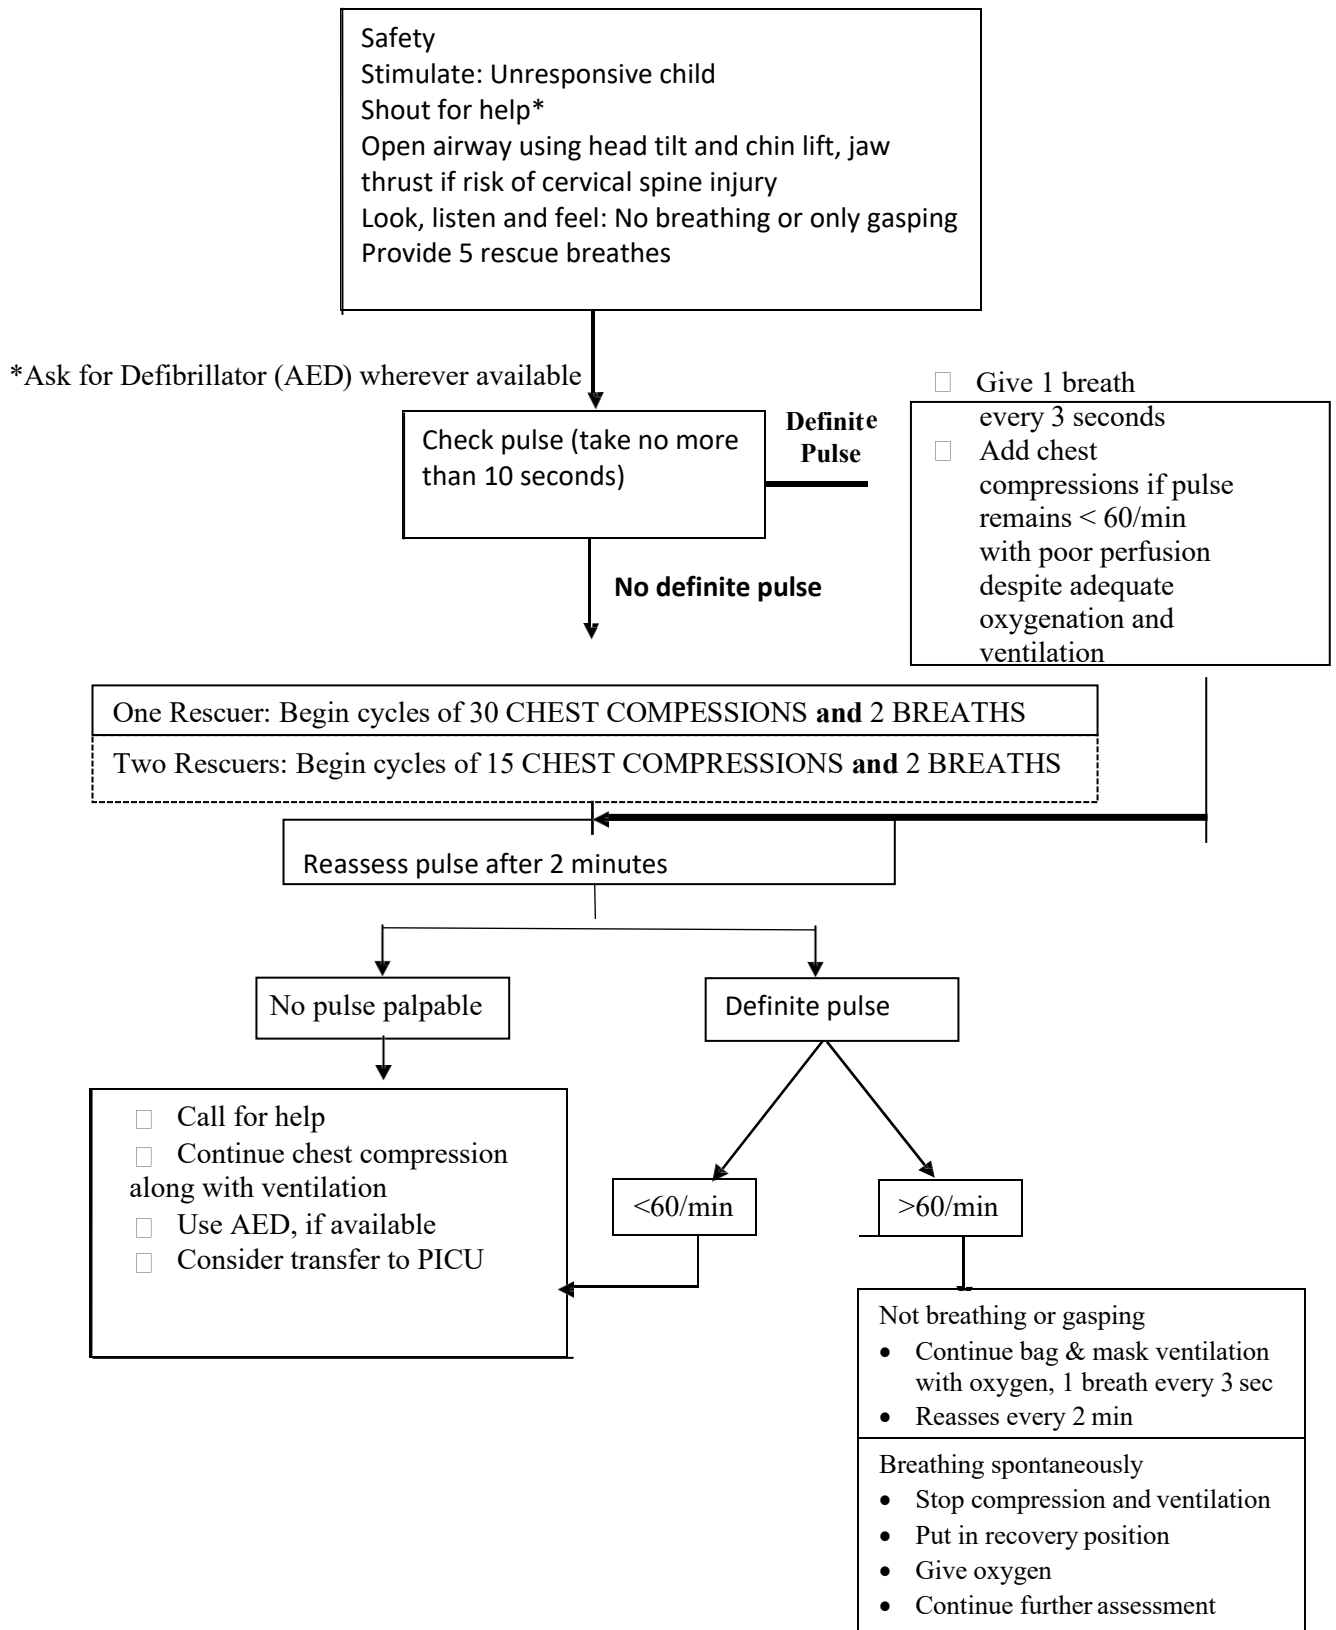 Safety
Stimulate: Unresponsive child
Shout for help*
Open airway using head tilt and chin lift, jaw
thrust if risk of cervical spine injury
Look, listen and feel: No breathing or only gasping
Provide 5 rescue breathes
*Ask for Defibrillator (AED) wherever available
Check pulse (take no more
than 10 seconds)
Definite
Pulse
Give 1 breath
every 3 seconds
Add chest
compressions if pulse
remains < 60/min
with poor perfusion
despite adequate
oxygenation and
ventilation
No definite pulse
One Rescuer: Begin cycles of 30 CHEST COMPESSIONS and 2 BREATHS
Two Rescuers: Begin cycles of 15 CHEST COMPRESSIONS and 2 BREATHS
Reassess pulse after 2 minutes
No pulse palpable
Definite pulse
Call for help
Continue chest compression
along with ventilation
Use AED, if available
Consider transfer to PICU
<60/min
>60/min
Not breathing or gasping
• Continue bag & mask ventilation
with oxygen, 1 breath every 3 sec
• Reasses every 2 min
Breathing spontaneously
• Stop compression and ventilation
• Put in recovery position
• Give oxygen
• Continue further assessment